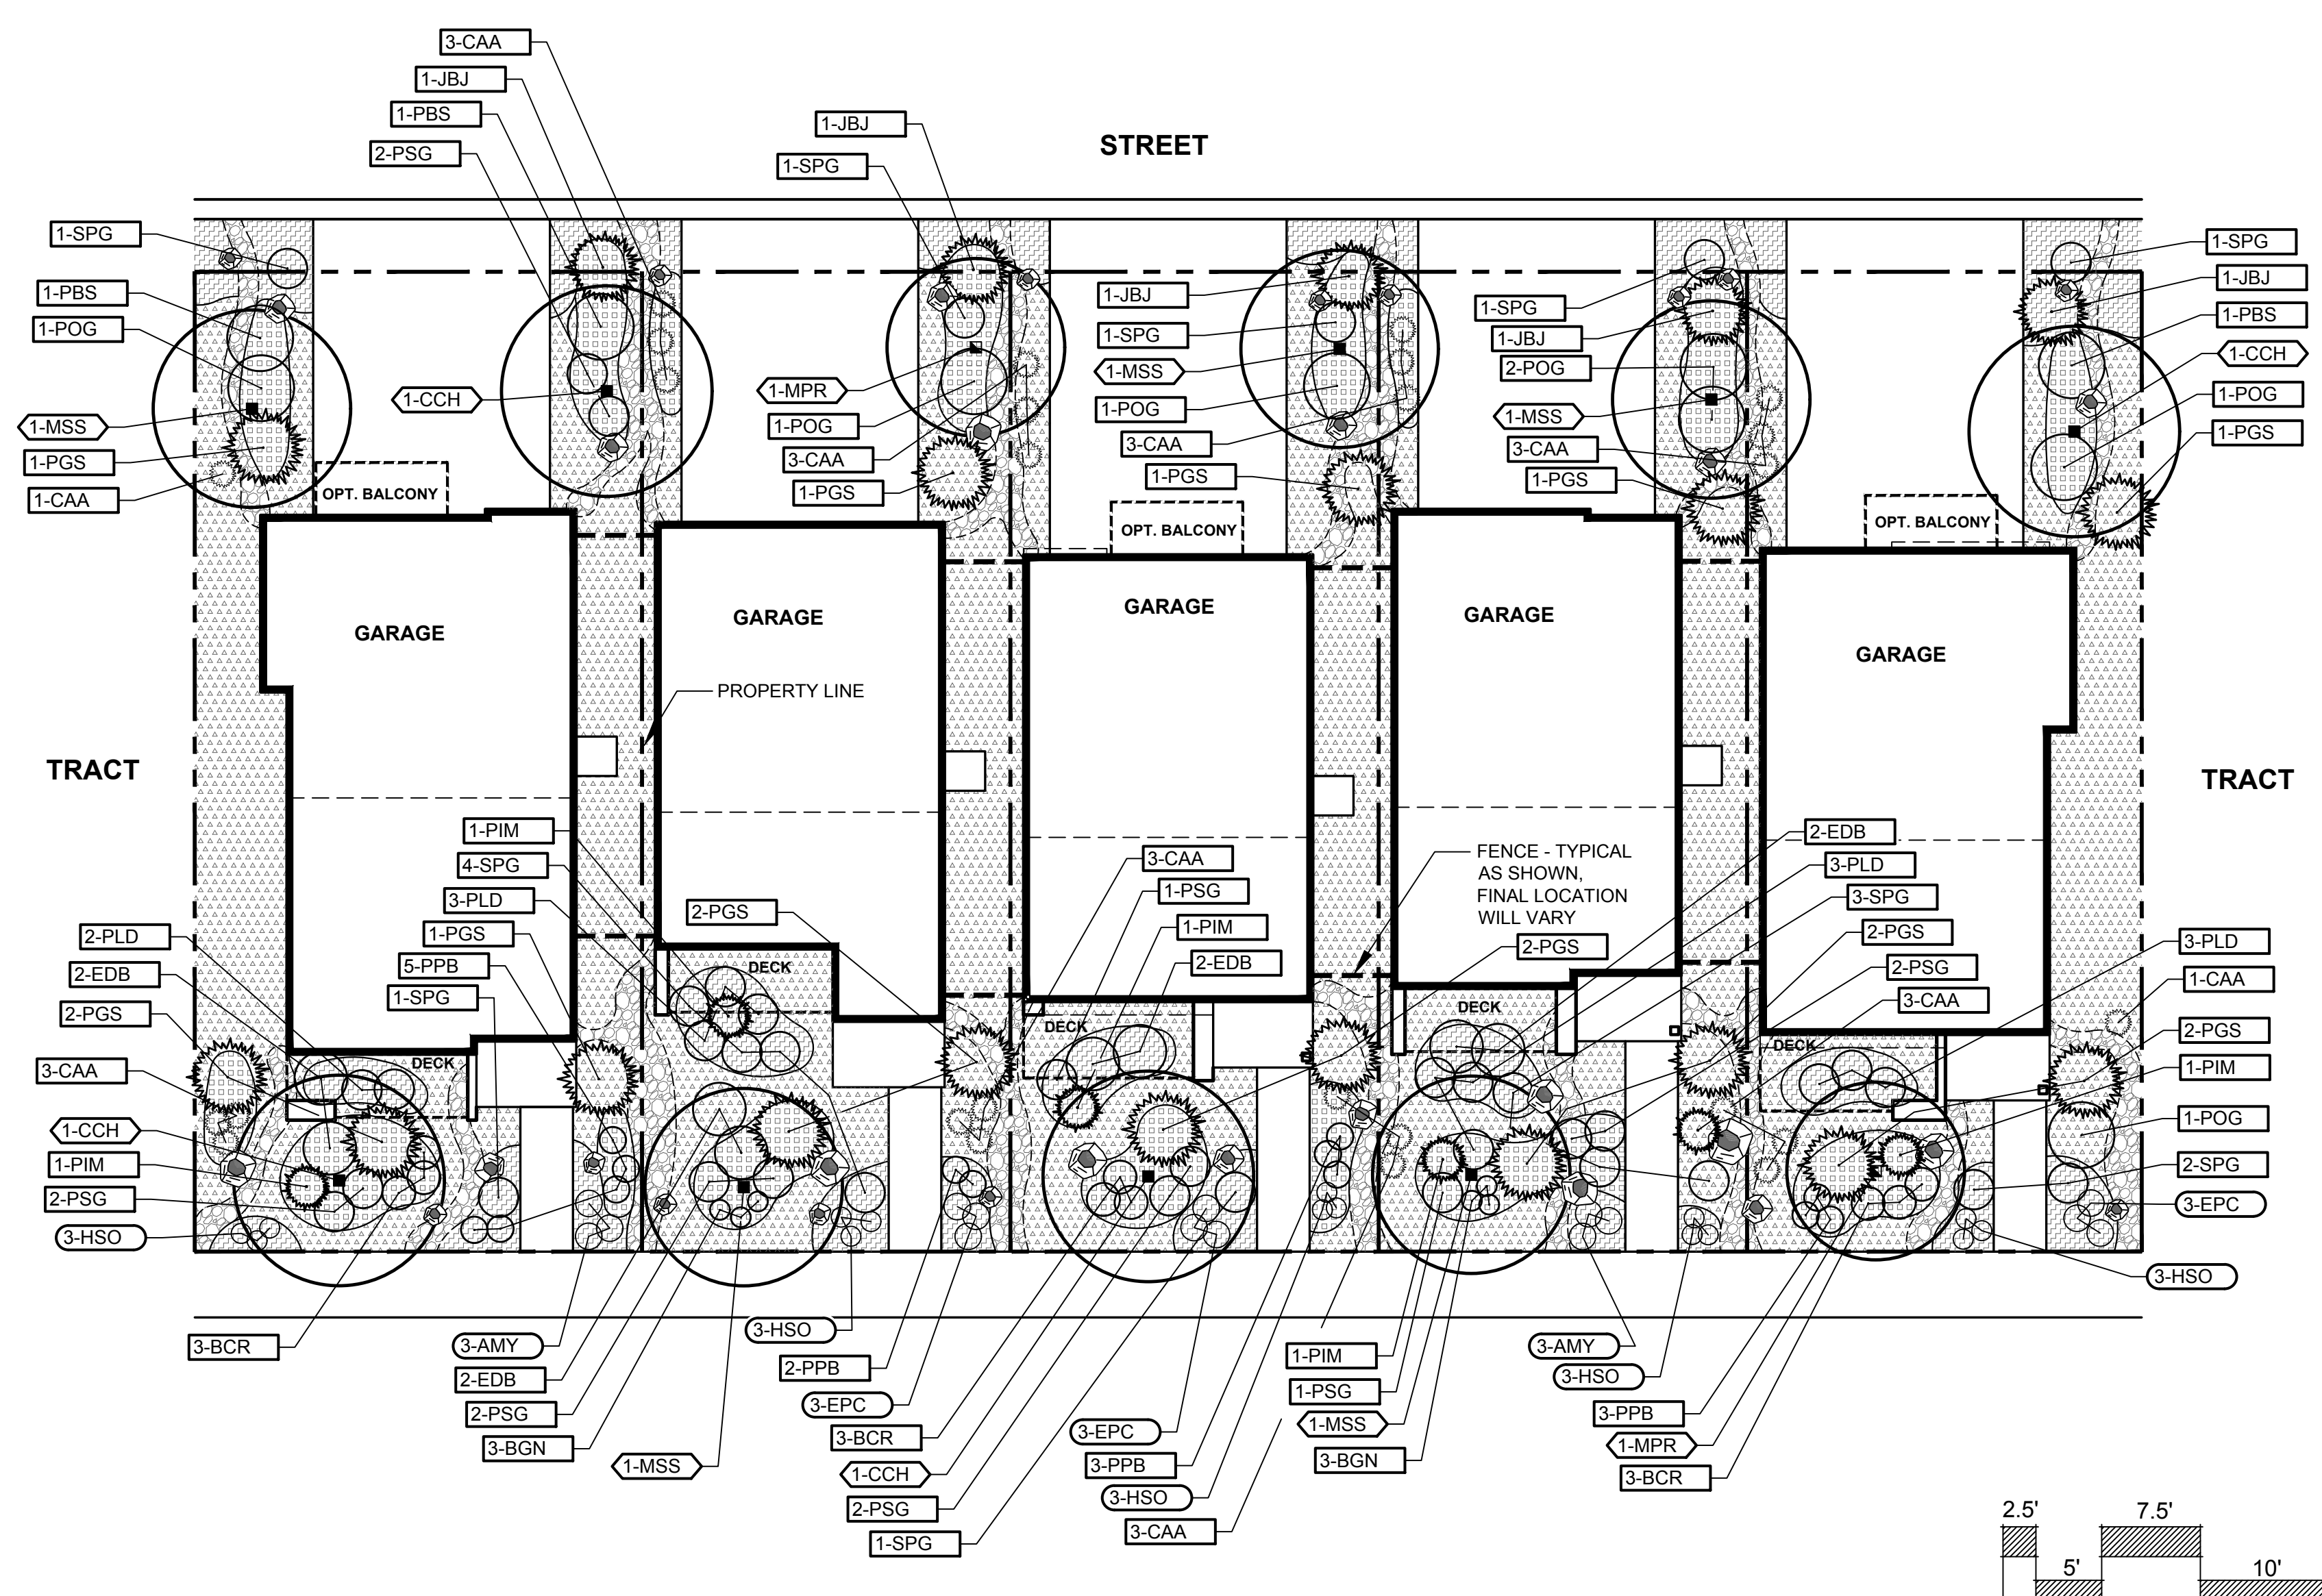 3-CAA
1-JBJ
1-PBS
2-PSG
1-JBJ
1-SPG
STREET
1-SPG
1-PBS
1-POG
1-MSS
1-PGS
1-CAA
1-CCH
1-MPR
1-POG
3-CAA
1-PGS
1-JBJ
1-SPG
1-MSS
1-POG
3-CAA
1-PGS
1-SPG
1-JBJ
2-POG
1-MSS
3-CAA
1-PGS
1-SPG
1-JBJ
1-PBS
1-CCH
1-POG
1-PGS
OPT. BALCONY
OPT. BALCONY
OPT. BALCONY
GARAGE
GARAGE
GARAGE
GARAGE
GARAGE
PROPERTY LINE
TRACT
TRACT
1-PIM
4-SPG
3-PLD
1-PGS
5-PPB
1-SPG
2-PGS
3-CAA
1-PSG
1-PIM
2-EDB
FENCE - TYPICAL
AS SHOWN,
FINAL LOCATION
WILL VARY
2-PGS
2-EDB
3-PLD
3-SPG
2-PGS
2-PSG
3-CAA
2-PLD
2-EDB
2-PGS
3-CAA
1-CCH
1-PIM
2-PSG
3-HSO
DECK
DECK
DECK
DECK
DECK
3-PLD
1-CAA
2-PGS
1-PIM
1-POG
2-SPG
3-EPC
3-HSO
3-BCR
3-AMY
2-EDB
2-PSG
3-BGN
1-MSS
3-HSO
2-PPB
3-EPC
3-BCR
1-CCH
2-PSG
1-SPG
3-EPC
3-PPB
3-HSO
3-CAA
1-PIM
1-PSG
1-MSS
3-BGN
3-AMY
3-HSO
3-PPB
1-MPR
3-BCR
2.5'
7.5'
5'
10'